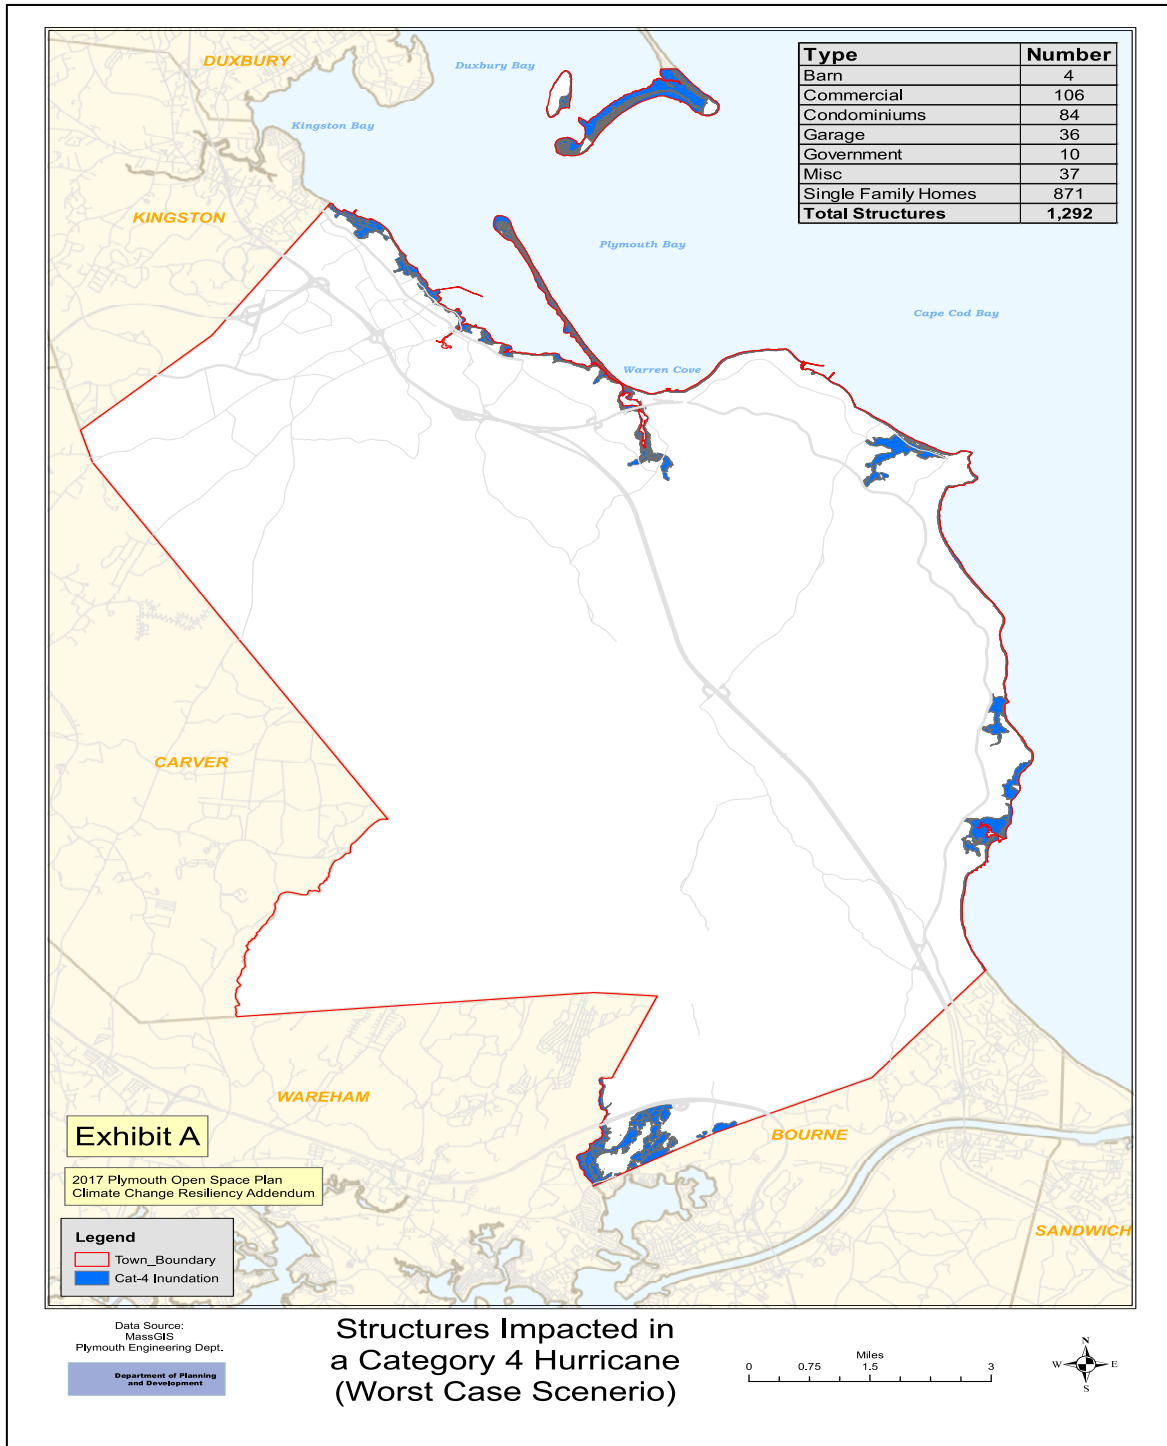 DUXBURY
Duxbury Bay
Kingston Bay
KINGSTON
Plymouth Bay
Cape Cod Bay
Warren Cove
CARVER
WAREHAM
BOURNE
SANDWICH
Type Number
Barn 4
Commercial 106
Condominiums 84
Garage 36
Government 10
Misc 37
Single Family Homes 871
Total Structures 1,292
Exhibit A
2017 Plymouth Open Space Plan
Climate Change Resiliency Addendum
Legend
Town_Boundary
Cat-4 Inundation
Data Source:
MassGIS
Plymouth Engineering Dept.
Department of Planning
and Development
Structures Impacted in
a Category 4 Hurricane
(Worst Case Scenerio)
Miles
0 0.75 1.5 3
N
W E
S